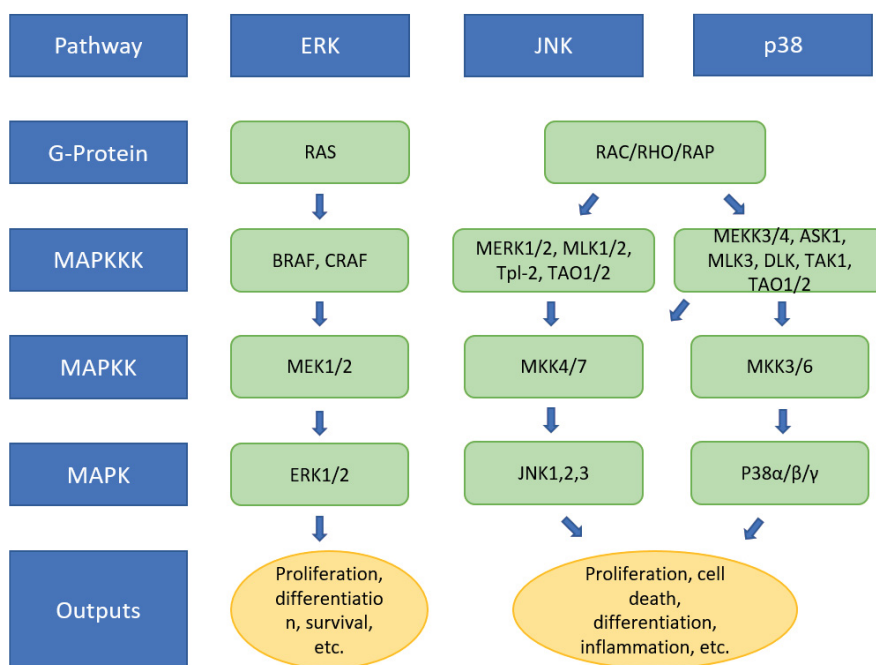 Pathway
ERK
JNK
p38
G-Protein
RAS
RAC/RHO/RAP
MAPKKK
BRAF, CRAF
MERK1/2, MLK1/2,
Tpl-2, TAO1/2
MEKK3/4, ASK1,
MLK3, DLK, TAK1,
TAO1/2
MAPKK
MEK1/2
MKK4/7
MKK3/6
MAPK
ERK1/2
JNK1,2,3
P38α/β/γ
Outputs
Proliferation,
differentiatio
n, survival,
etc.
Proliferation, cell
death,
differentiation,
inflammation, etc.